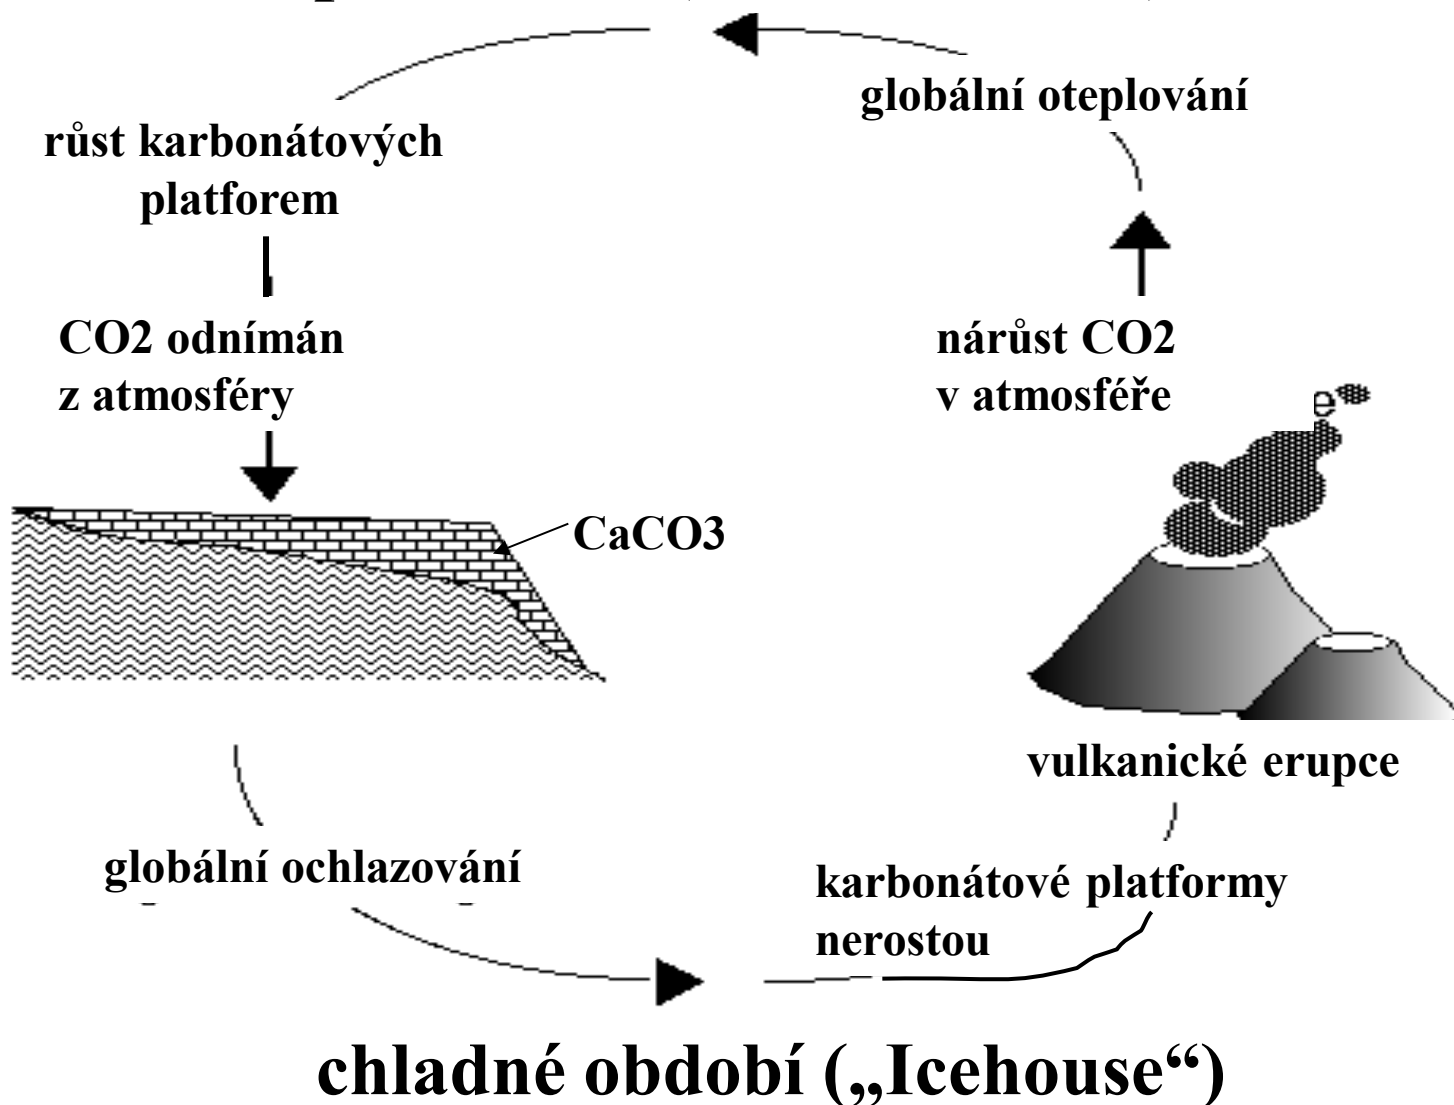 globální oteplování
růst karbonátových
platforem
CO2 odnímán
z atmosféry
nárůst CO2
v atmosféře
e
CaCO3
vulkanické erupce
globální ochlazování
karbonátové platformy
nerostou
chladné období („Icehouse“)